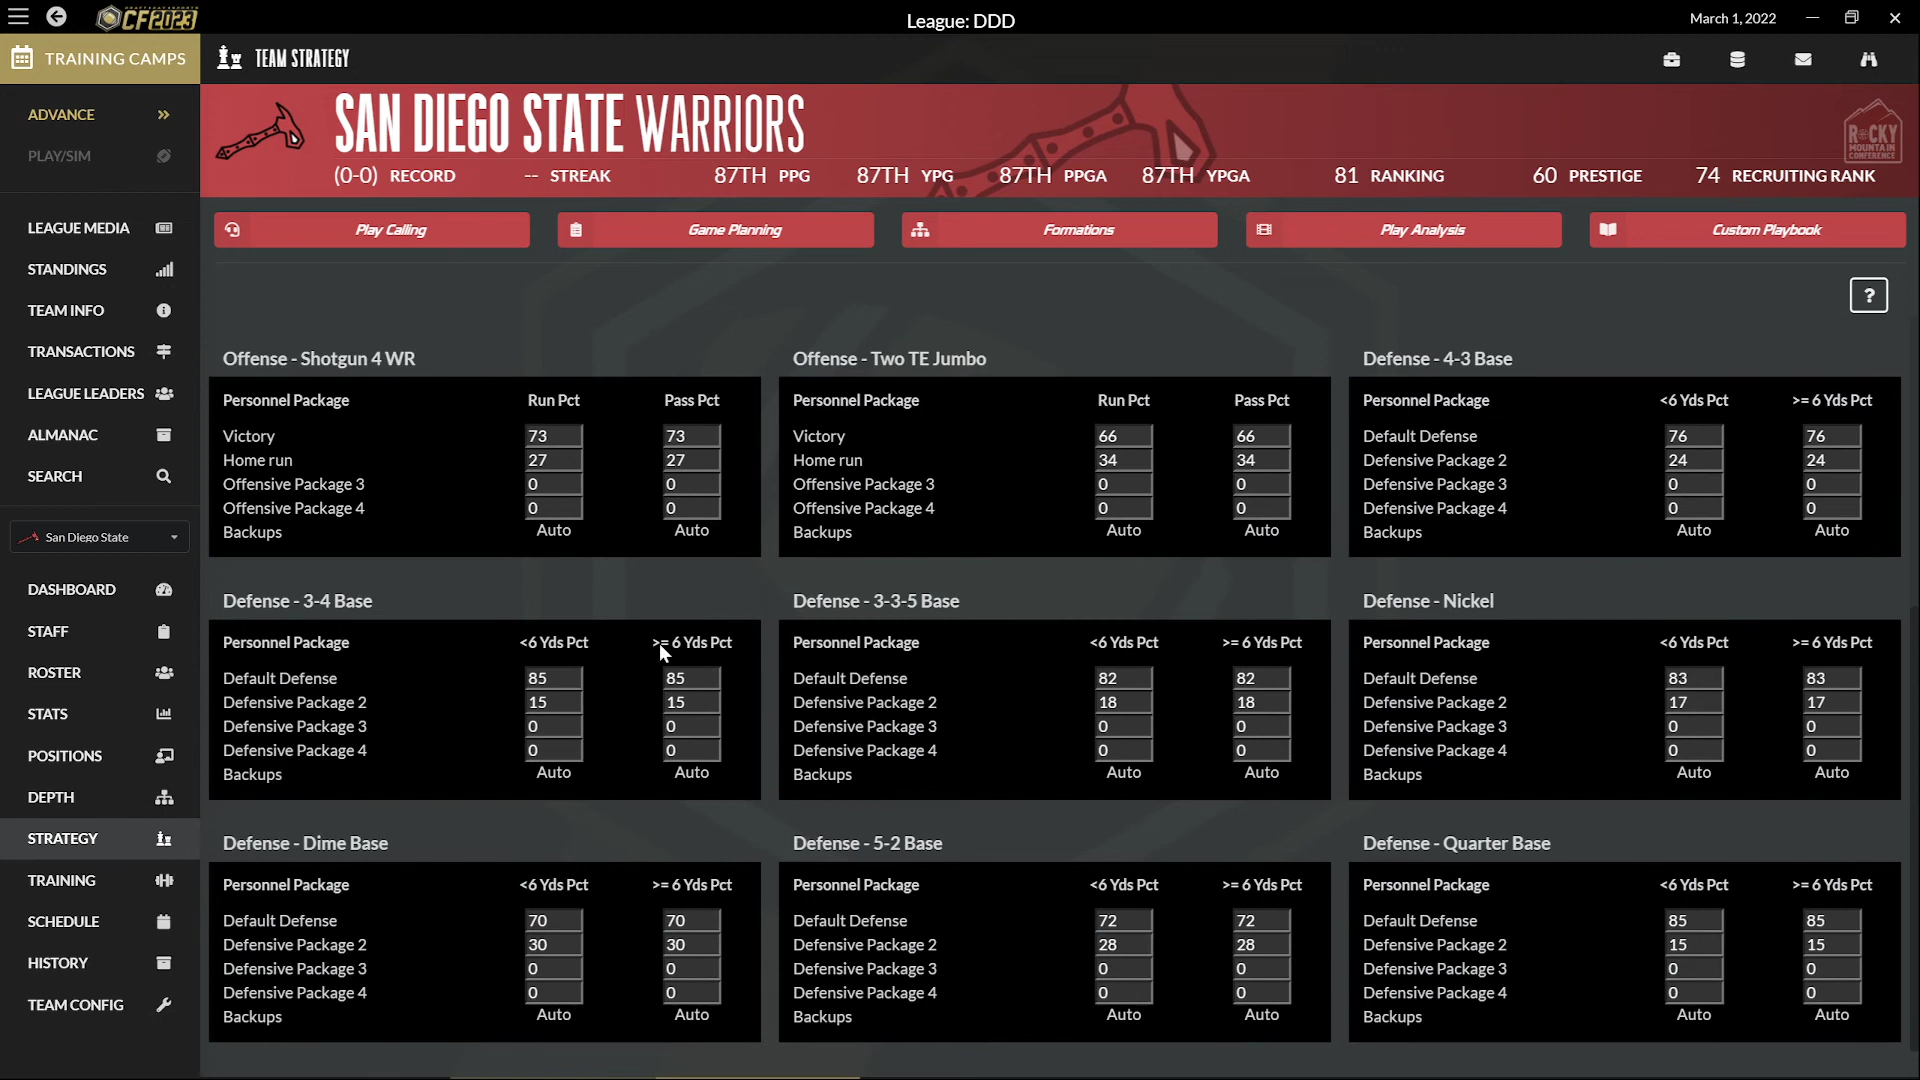 CF2023
League: DDD
March 1, 2022
TRAINING CAMPS
TEAM STRATEGY
ADVANCE
PLAY/SIM
LEAGUE MEDIA
STANDINGS
TEAM INFO
TRANSACTIONS
LEAGUE LEADERS
ALMANAC
SEARCH
San Diego State
DASHBOARD
STAFF
ROSTER
STATS
POSITIONS
DEPTH
STRATEGY
TRAINING
SCHEDULE
HISTORY
TEAM CONFIG
SAN DIEGO STATE WARRIORS
ROCKY
MOUNTAIN
CONFERENCE
(0-0) RECORD -- STREAK 87TH PPG 87TH YPG 87TH PPGA 87TH YPGA 81 RANKING 60 PRESTIGE 74 RECRUITING RANK
Play Calling Game Planning Formations Play Analysis Custom Playbook
?
Offense - Shotgun 4 WR
Personnel Package Run Pct Pass Pct
Victory 73 73
Home run 27 27
Offensive Package 3 0 0
Offensive Package 4 0 0
Backups Auto Auto
Offense - Two TE Jumbo
Personnel Package Run Pct Pass Pct
Victory 66 66
Home run 34 34
Offensive Package 3 0 0
Offensive Package 4 0 0
Backups Auto Auto
Defense - 4-3 Base
Personnel Package <6 Yds Pct >= 6 Yds Pct
Default Defense 76 76
Defensive Package 2 24 24
Defensive Package 3 0 0
Defensive Package 4 0 0
Backups Auto Auto
Defense - 3-4 Base
Personnel Package <6 Yds Pct >= 6 Yds Pct
Default Defense 85 85
Defensive Package 2 15 15
Defensive Package 3 0 0
Defensive Package 4 0 0
Backups Auto Auto
Defense - 3-3-5 Base
Personnel Package <6 Yds Pct >= 6 Yds Pct
Default Defense 82 82
Defensive Package 2 18 18
Defensive Package 3 0 0
Defensive Package 4 0 0
Backups Auto Auto
Defense - Nickel
Personnel Package <6 Yds Pct >= 6 Yds Pct
Default Defense 83 83
Defensive Package 2 17 17
Defensive Package 3 0 0
Defensive Package 4 0 0
Backups Auto Auto
Defense - Dime Base
Personnel Package <6 Yds Pct >= 6 Yds Pct
Default Defense 70 70
Defensive Package 2 30 30
Defensive Package 3 0 0
Defensive Package 4 0 0
Backups Auto Auto
Defense - 5-2 Base
Personnel Package <6 Yds Pct >= 6 Yds Pct
Default Defense 72 72
Defensive Package 2 28 28
Defensive Package 3 0 0
Defensive Package 4 0 0
Backups Auto Auto
Defense - Quarter Base
Personnel Package <6 Yds Pct >= 6 Yds Pct
Default Defense 85 85
Defensive Package 2 15 15
Defensive Package 3 0 0
Defensive Package 4 0 0
Backups Auto Auto